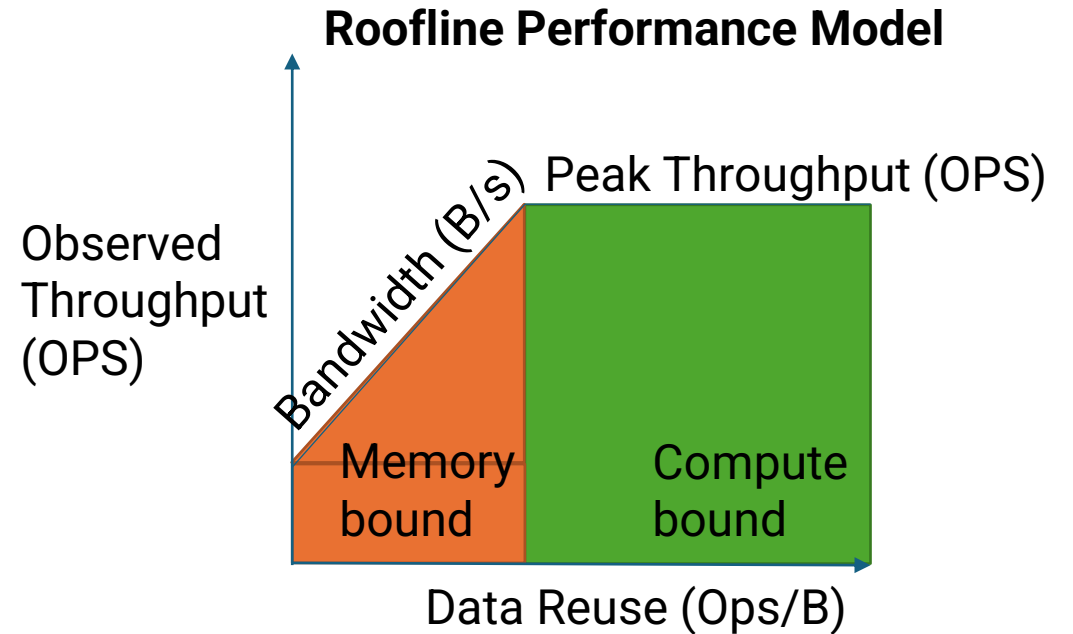 Roofline Performance Model
Peak Throughput (OPS)
Bandwidth (B/s)
Observed
Throughput
(OPS)
Memory
bound
Compute
bound
Data Reuse (Ops/B)